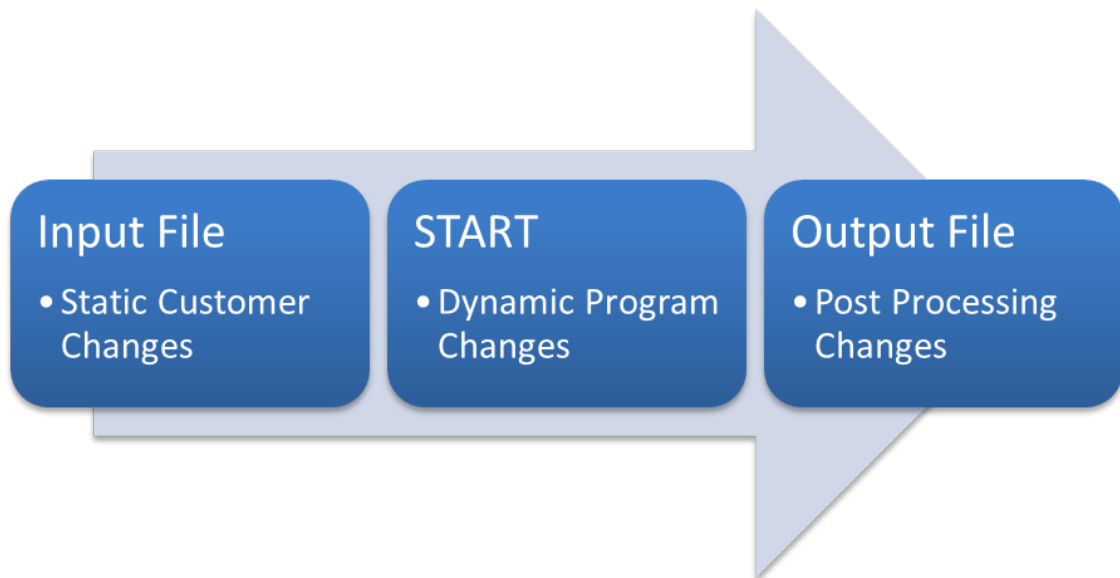 Input File
• Static Customer
Changes
START
• Dynamic Program
Changes
Output File
• Post Processing
Changes